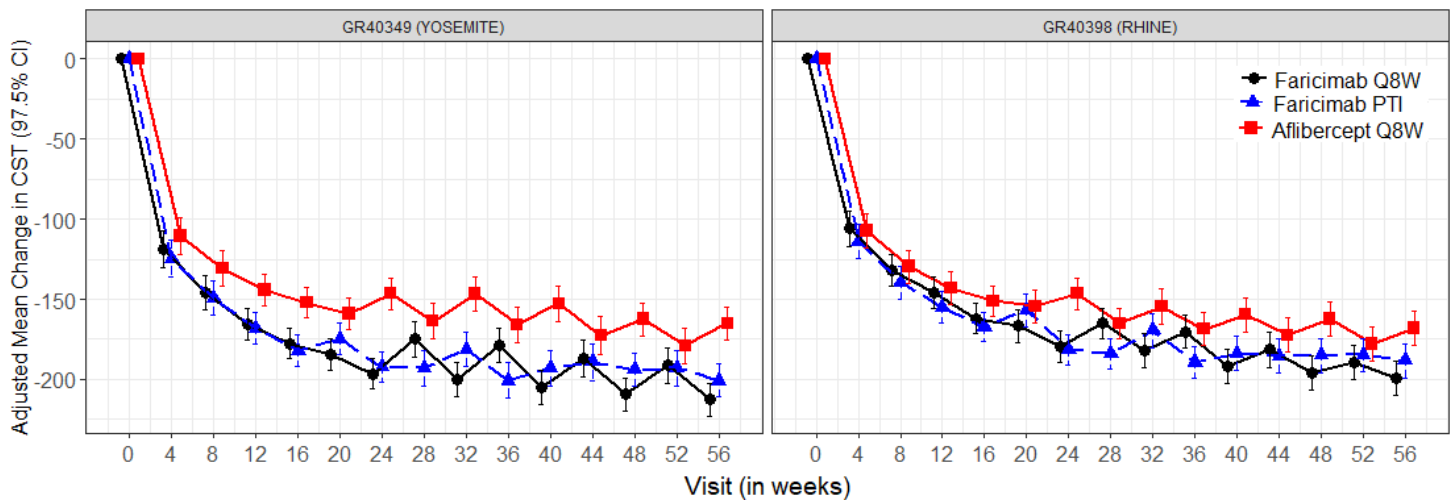 GR40349 (YOSEMITE)
GR40398 (RHINE)
Adjusted Mean Change in CST (97.5% CI)
0
-50
-100
-150
-200
Faricimab Q8W
Faricimab PTI
Aflibercept Q8W
0 4 8 12 16 20 24 28 32 36 40 44 48 52 56
0 4 8 12 16 20 24 28 32 36 40 44 48 52 56
Visit (in weeks)